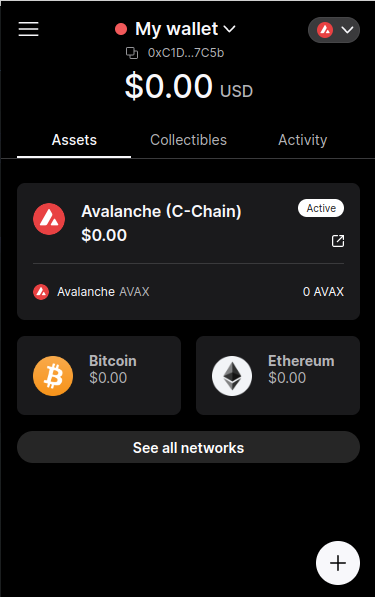 My wallet
0xC1D...7C5b
$0.00 USD
Assets Collectibles Activity
Avalanche (C-Chain) Active
$0.00
Avalanche AVAX 0 AVAX
Bitcoin
$0.00
Ethereum
$0.00
See all networks